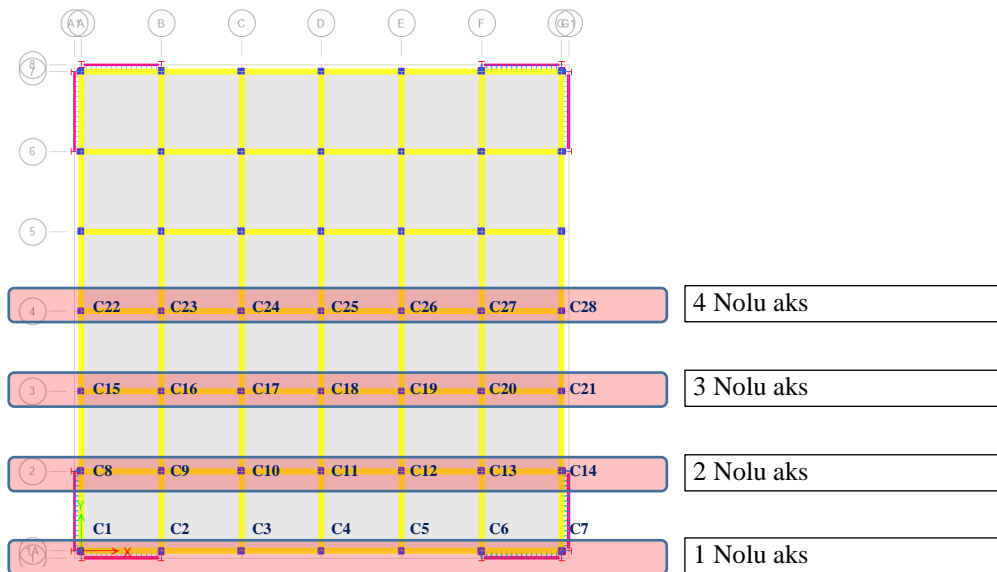 A1 A B C D E F G G1
8
7
6
5
C22 C23 C24 C25 C26 C27 C28
4 Nolu aks
4
C15 C16 C17 C18 C19 C20 C21
3 Nolu aks
3
C8 C9 C10 C11 C12 C13 C14
2 Nolu aks
2
Y
C1 C2 C3 C4 C5 C6 C7
1A X
1 Nolu aks